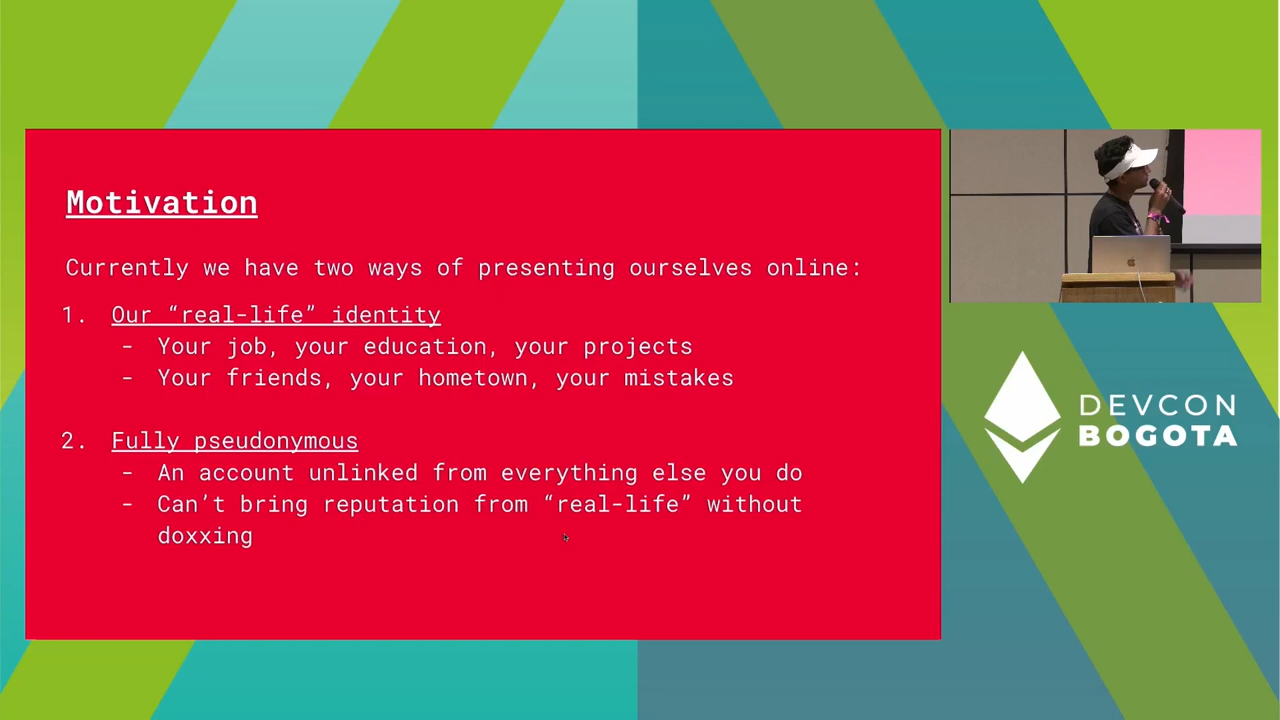 Motivation
Currently we have two ways of presenting ourselves online:
1. Our “real-life” identity
- Your job, your education, your projects
- Your friends, your hometown, your mistakes
2. Fully pseudonymous
- An account unlinked from everything else you do
- Can’t bring reputation from “real-life” without
doxxing
DEVCON
BOGOTA